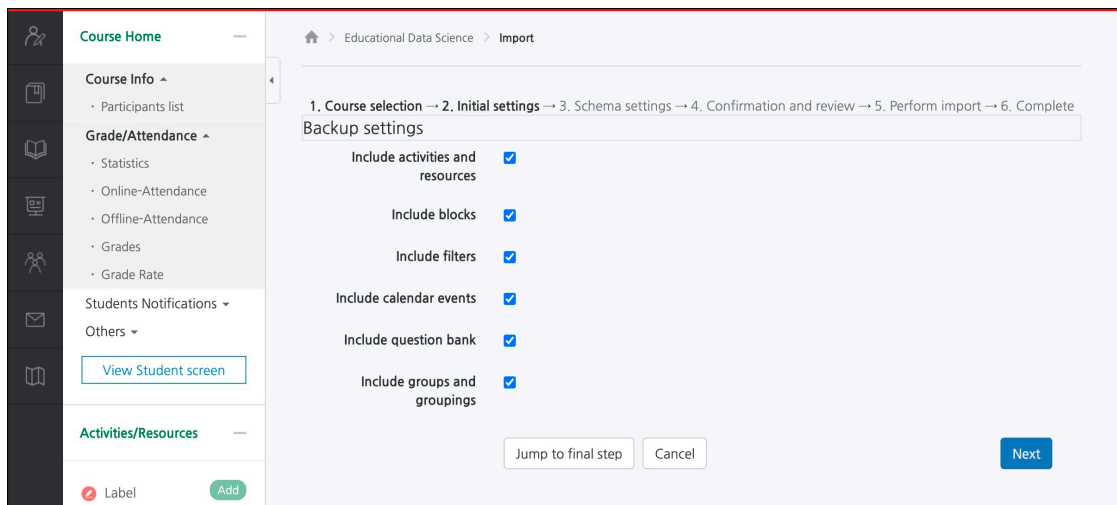 Course Home
Course Info
Participants list
Grade/Attendance
Statistics
Online-Attendance
Offline-Attendance
Grades
Grade Rate
Students Notifications
Others
View Student screen
Activities/Resources
Label Add
Educational Data Science > Import
1. Course selection → 2. Initial settings → 3. Schema settings → 4. Confirmation and review → 5. Perform import → 6. Complete
Backup settings
Include activities and
resources
Include blocks
Include filters
Include calendar events
Include question bank
Include groups and
groupings
Jump to final step Cancel Next